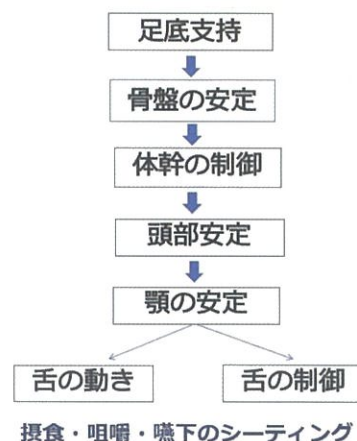 足底支持
骨盤の安定
体幹の制御
頭部安定
顎の安定
舌の動き
舌の制御
摂食・咀嚼・嚥下のシーティング